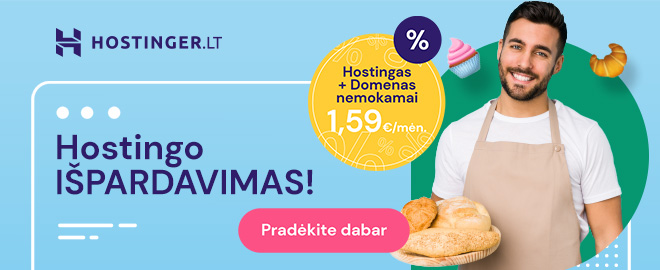 HOSTINGER.LT
%
Hostingas
+ Domenas
nemokamai
1,59€/mėn.
Hostingo
IŠPARDAVIMAS!
Pradėkite dabar